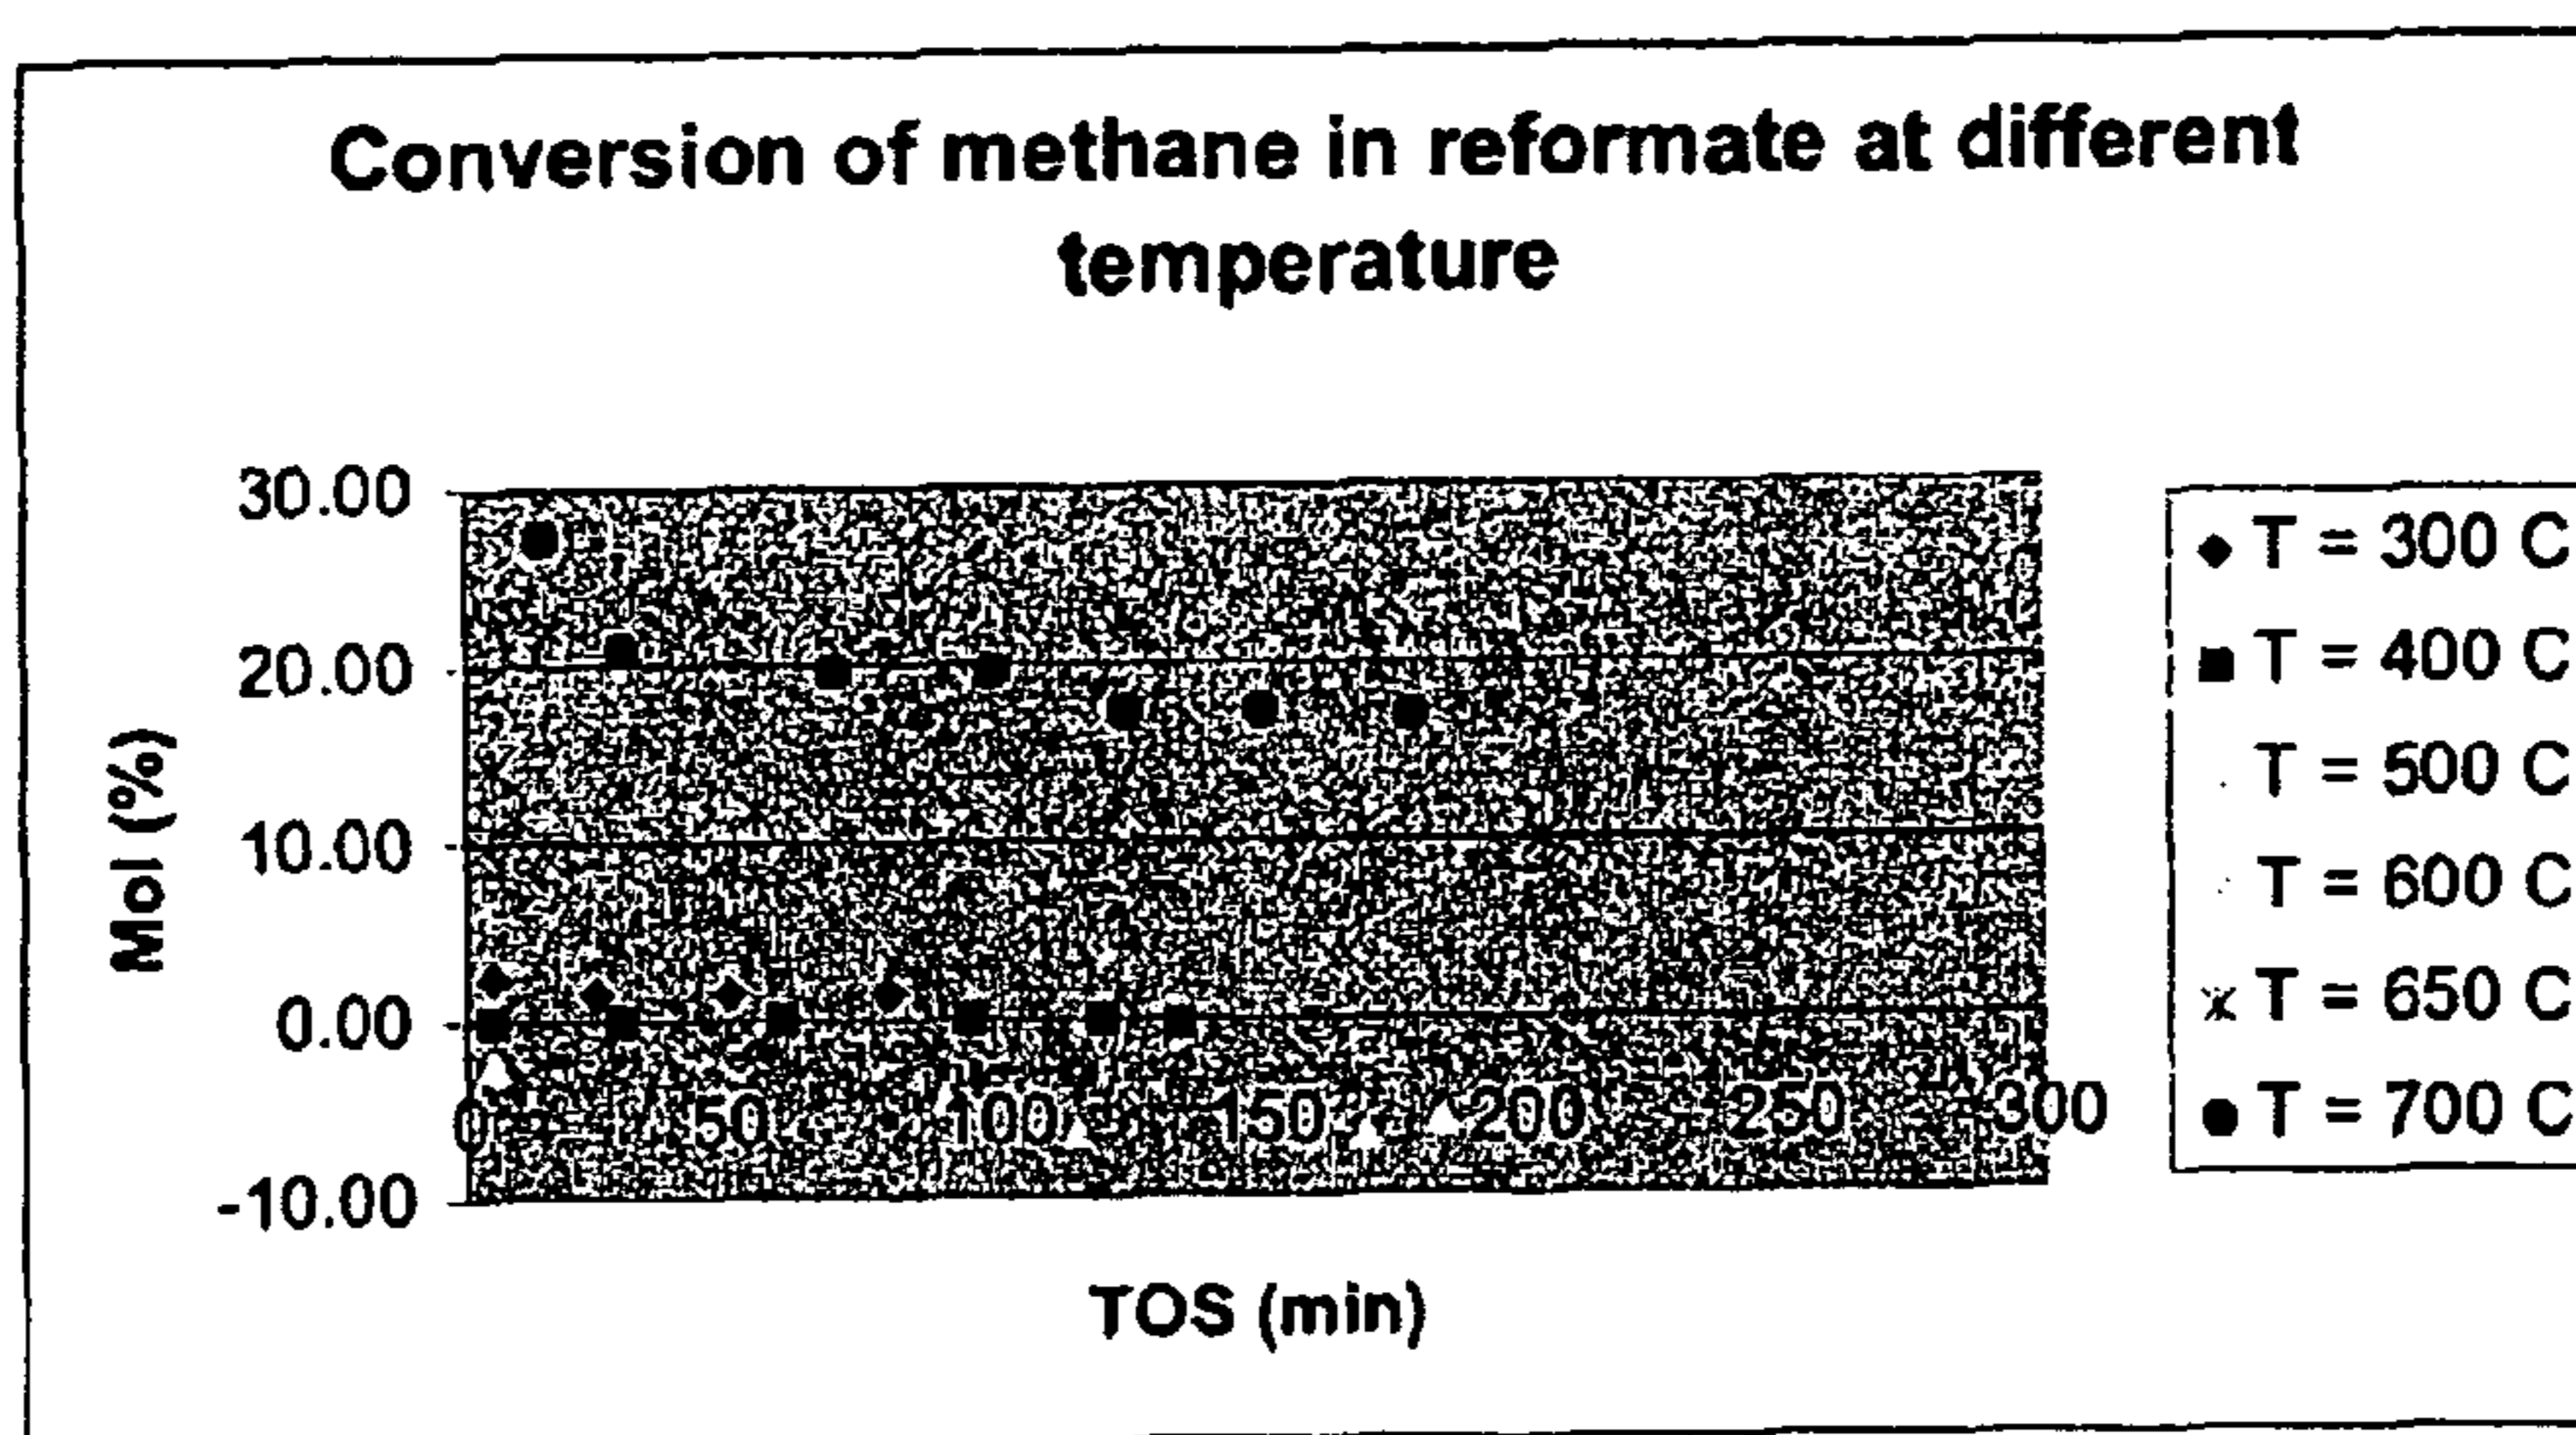 Conversion of methane in reformate at different
temperature
30.00
20.00
10.00
0.00
-10.00
Mol (%)
0 50 100 150 200 250 300
TOS (min)
T = 300 C
T = 400 C
T = 500 C
T = 600 C
T = 650 C
T = 700 C